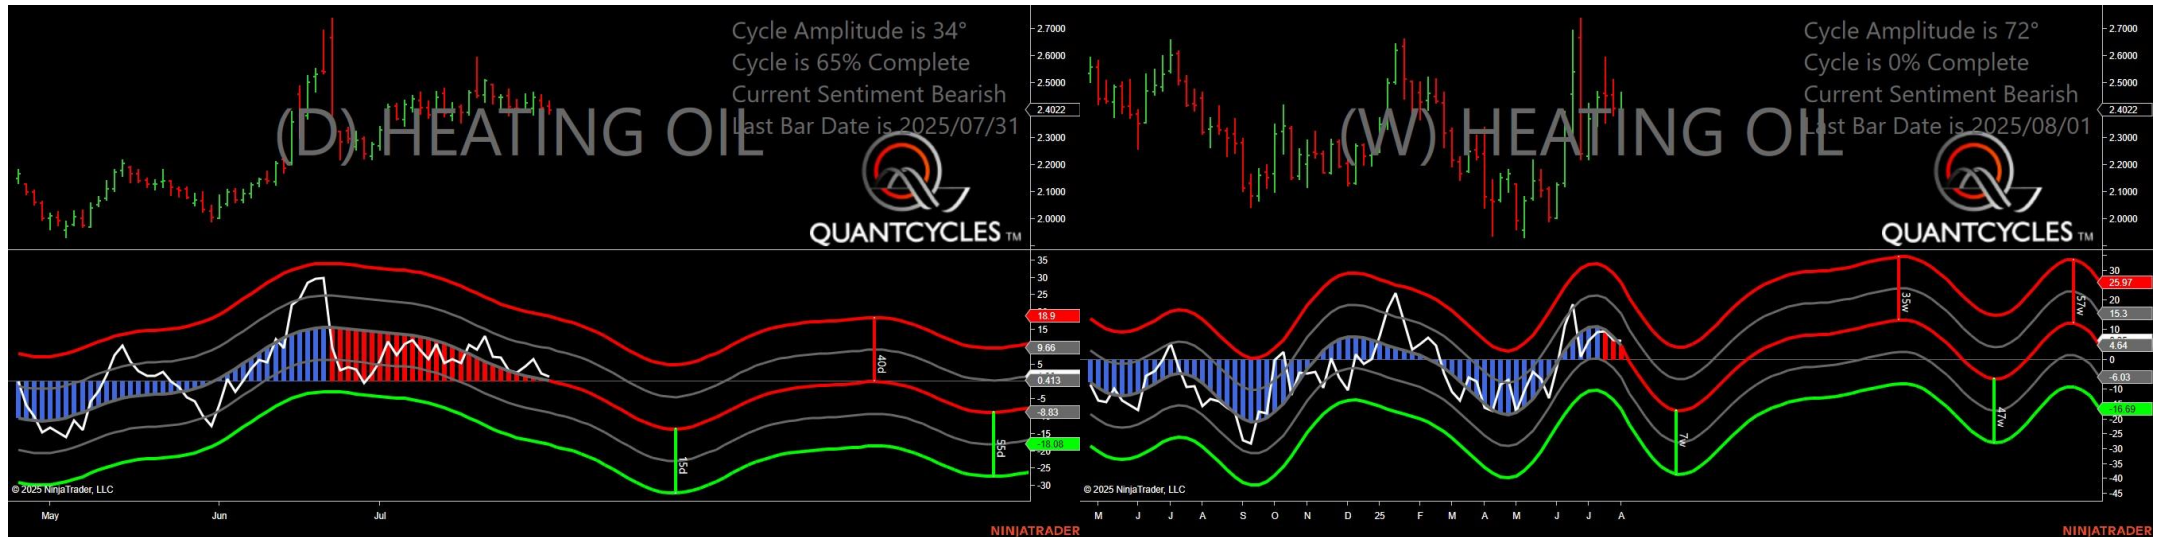 Cycle Amplitude is 34°
Cycle is 65% Complete
Current Sentiment Bearish
Last Bar Date is 2025/07/31
(D) HEATING OIL
QUANTCYCLES TM
2.7000
2.6000
2.5000
2.4022
2.3000
2.2000
2.1000
2.0000
35
30
25
18.9
15
9.66
5
0.413
-5
-8.83
-15
-18.08
-20
-25
-30
40d
15d
55d
© 2025 NinjaTrader, LLC
May Jun Jul
NINJATRADER
Cycle Amplitude is 72°
Cycle is 0% Complete
Current Sentiment Bearish
Last Bar Date is 2025/08/01
(W) HEATING OIL
QUANTCYCLES TM
2.7000
2.6000
2.5000
2.4022
2.3000
2.2000
2.1000
2.0000
30
25.97
20
15.3
10
4.64
0
-6.03
-10
-16.69
-20
-25
-30
-35
-40
-45
35w
57w
7w
47w
© 2025 NinjaTrader, LLC
M J J A S O N D 25 F M A M J J A
NINJATRADER